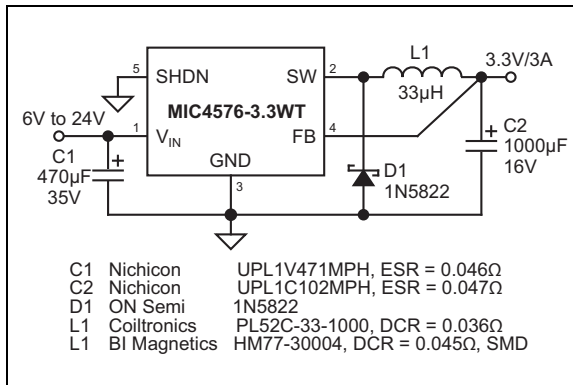 L1
3.3V/3A
5
SHDN
SW
2
33µH
MIC4576-3.3WT
6V to 24V
1
VIN
FB
4
C2
1000µF
16V
C1
470µF
35V
GND
3
D1
1N5822
C1 Nichicon UPL1V471MPH, ESR = 0.046Ω
C2 Nichicon UPL1C102MPH, ESR = 0.047Ω
D1 ON Semi 1N5822
L1 Coiltronics PL52C-33-1000, DCR = 0.036Ω
L1 BI Magnetics HM77-30004, DCR = 0.045Ω, SMD